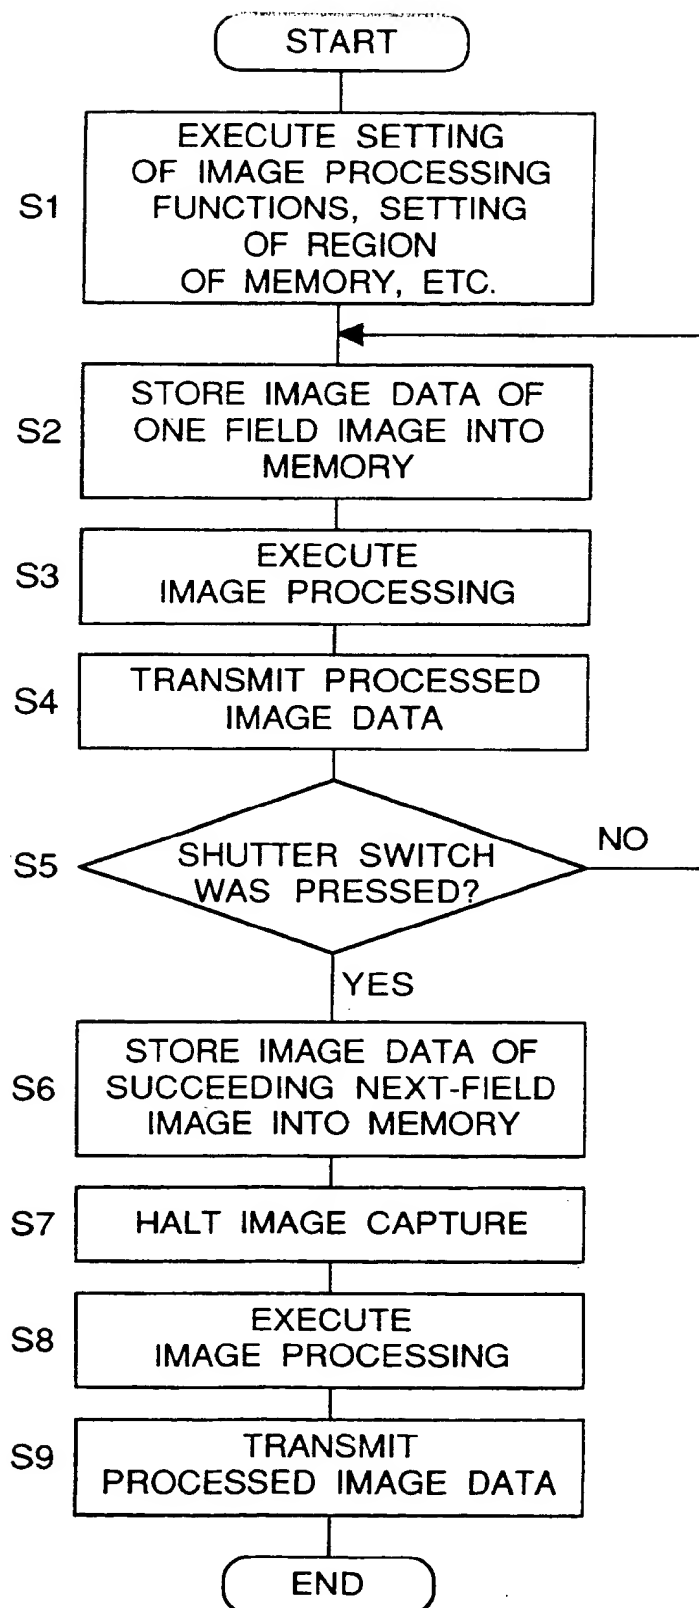 START
S1
EXECUTE SETTING
OF IMAGE PROCESSING
FUNCTIONS, SETTING
OF REGION
OF MEMORY, ETC.
S2
STORE IMAGE DATA OF
ONE FIELD IMAGE INTO
MEMORY
S3
EXECUTE
IMAGE PROCESSING
S4
TRANSMIT PROCESSED
IMAGE DATA
S5
SHUTTER SWITCH
WAS PRESSED?
NO
YES
S6
STORE IMAGE DATA OF
SUCCEEDING NEXT-FIELD
IMAGE INTO MEMORY
S7
HALT IMAGE CAPTURE
S8
EXECUTE
IMAGE PROCESSING
S9
TRANSMIT
PROCESSED IMAGE DATA
END